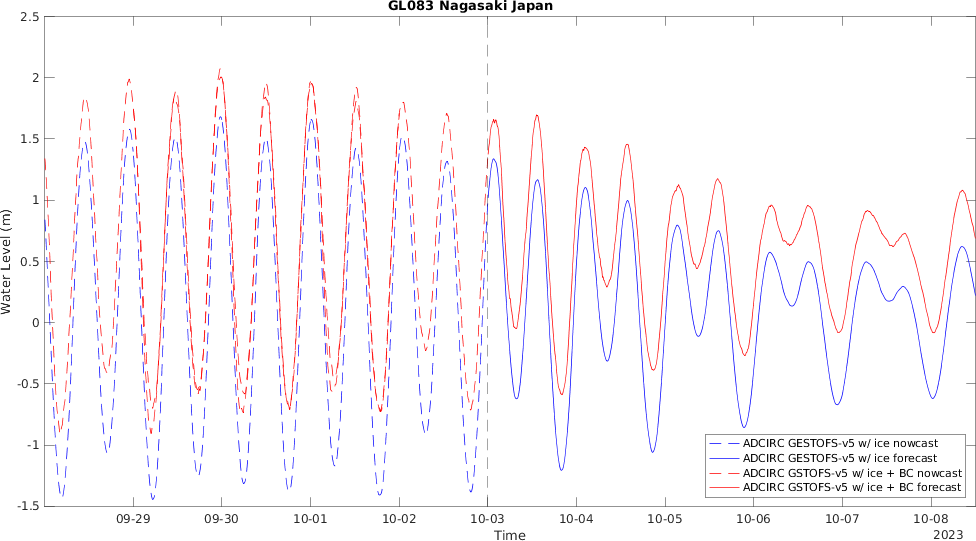 GL083 Nagasaki Japan
2.5
2
1.5
1
0.5
0
-0.5
-1
-1.5
Water Level (m)
09-29 09-30 10-01 10-02 10-03 10-04 10-05 10-06 10-07 10-08
Time
2023
ADCIRC GESTOFS-v5 w/ ice nowcast
ADCIRC GESTOFS-v5 w/ ice forecast
ADCIRC GSTOFS-v5 w/ ice + BC nowcast
ADCIRC GSTOFS-v5 w/ ice + BC forecast